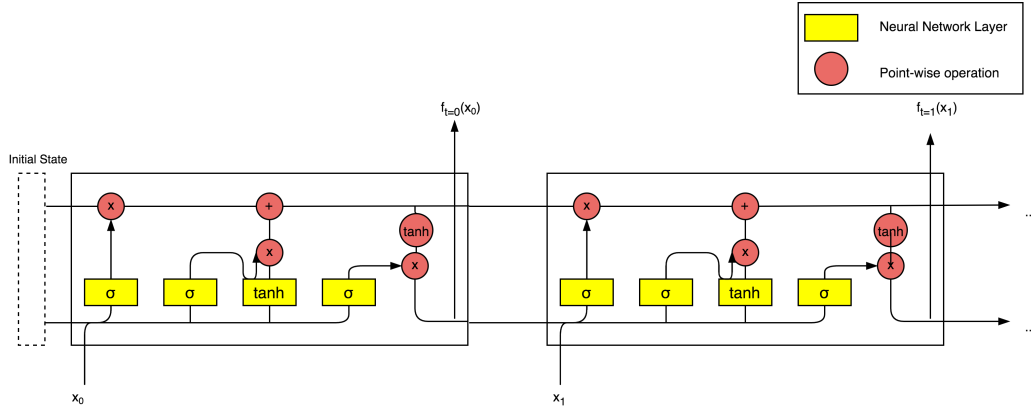 Neural Network Layer
Point-wise operation
f_{t=0}(x_0)
f_{t=1}(x_1)
Initial State
x + x +
tanh tanh
x x x x
σ σ tanh σ σ σ tanh σ
x_0 x_1
..
..